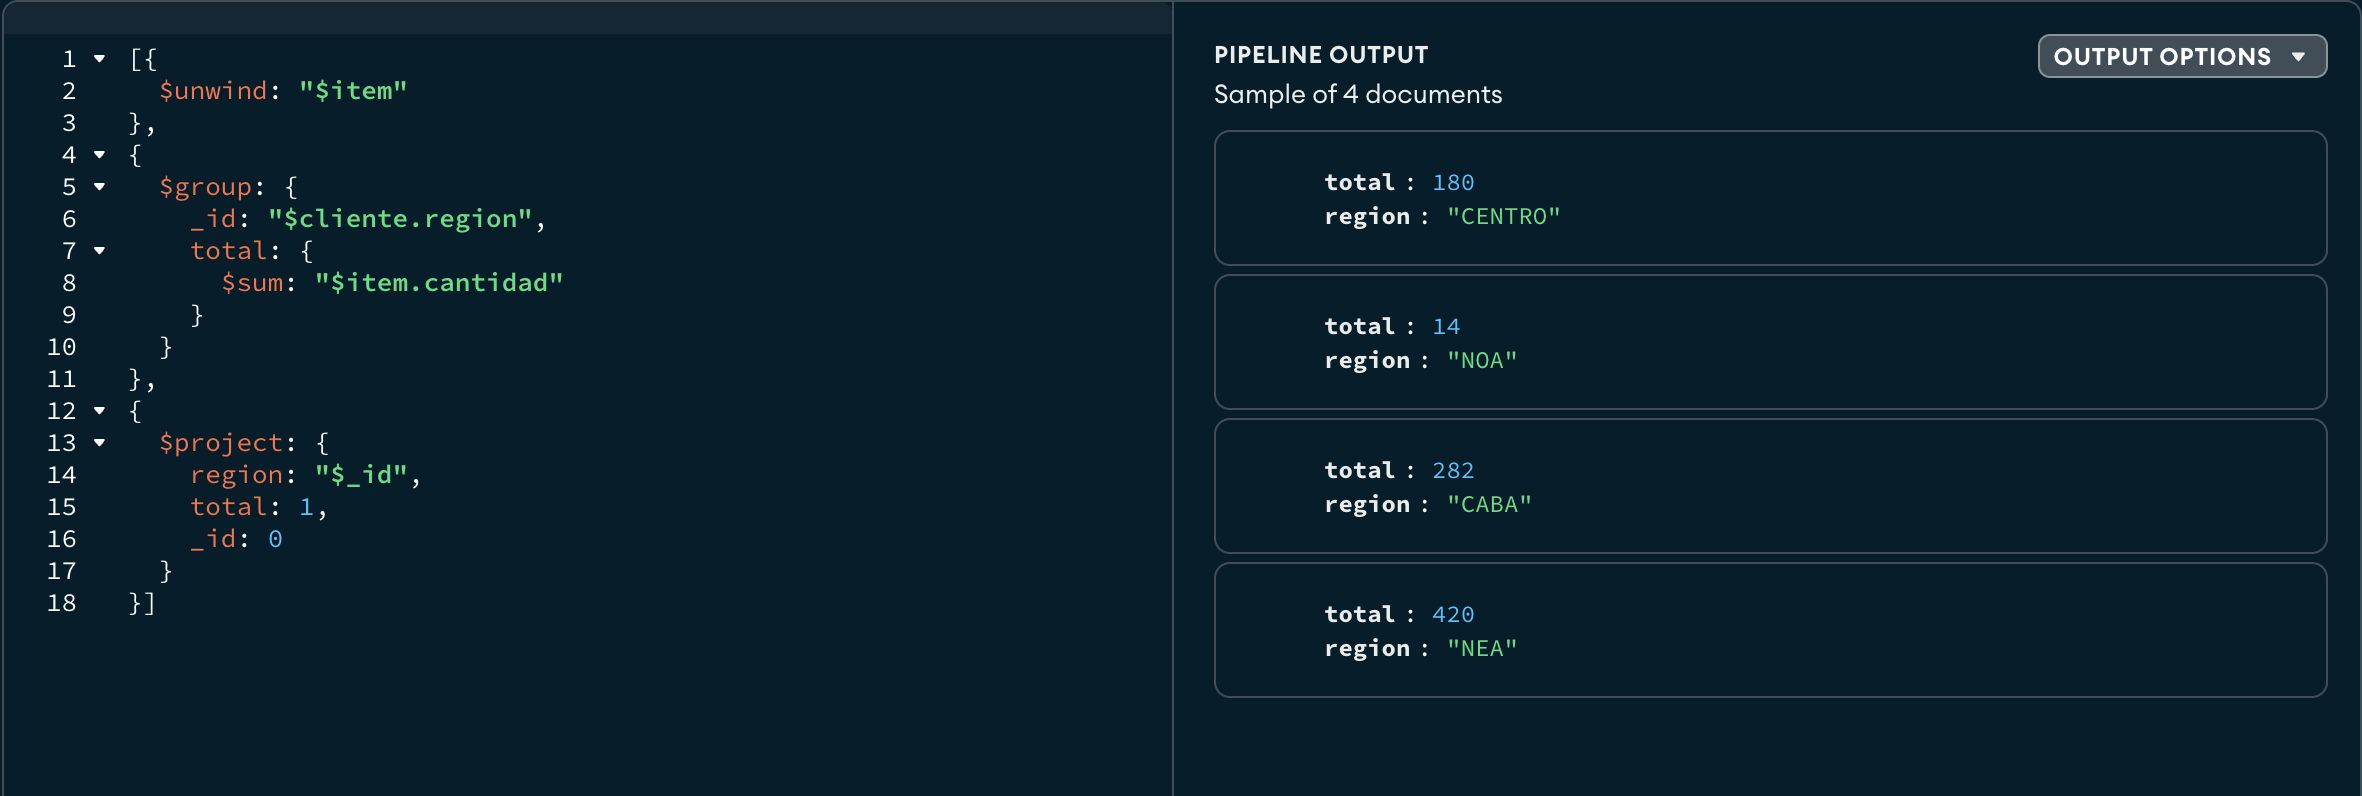 1 [{
2 $unwind: "$item"
3 },
4 {
5 $group: {
6 _id: "$cliente.region",
7 total: {
8 $sum: "$item.cantidad"
9 }
10 }
11 },
12 {
13 $project: {
14 region: "$_id",
15 total: 1,
16 _id: 0
17 }
18 }]
PIPELINE OUTPUT
OUTPUT OPTIONS
Sample of 4 documents
total : 180
region : "CENTRO"
total : 14
region : "NOA"
total : 282
region : "CABA"
total : 420
region : "NEA"